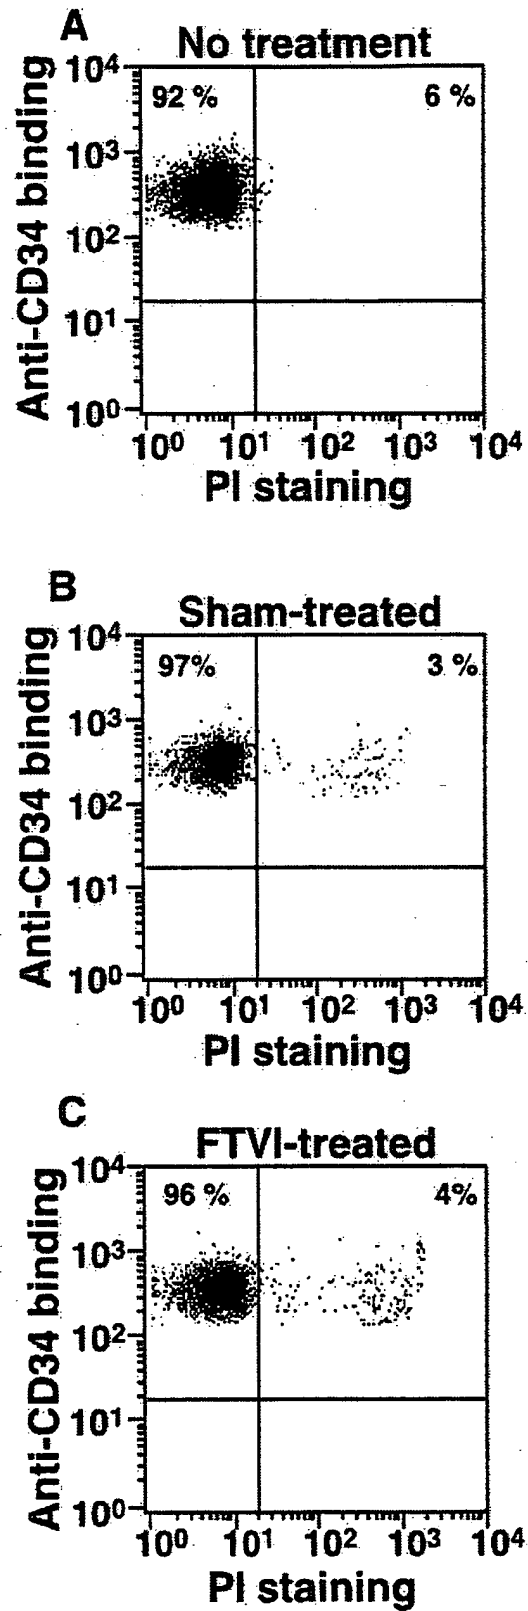 A
No treatment
92 %
6 %
Anti-CD34 binding
10⁴
10³
10²
10¹
10⁰
10⁰ 10¹ 10² 10³ 10⁴
PI staining
B
Sham-treated
97%
3 %
Anti-CD34 binding
10⁴
10³
10²
10¹
10⁰
10⁰ 10¹ 10² 10³ 10⁴
PI staining
C
FTVI-treated
96 %
4%
Anti-CD34 binding
10⁴
10³
10²
10¹
10⁰
10⁰ 10¹ 10² 10³ 10⁴
PI staining